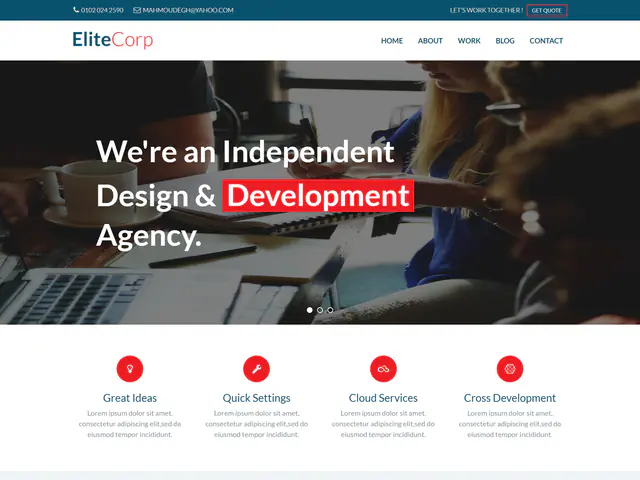 0102 024 2590 MAHMOUDEGH@YAHOO.COM LET'S WORK TOGETHER ! GET QUOTE
EliteCorp HOME ABOUT WORK BLOG CONTACT
We're an Independent
Design & Development
Agency.
Great Ideas Quick Settings Cloud Services Cross Development
Lorem ipsum dolor sit amet, Lorem ipsum dolor sit amet, Lorem ipsum dolor sit amet, Lorem ipsum dolor sit amet,
consectetur adipiscing elit,sed do consectetur adipiscing elit,sed do consectetur adipiscing elit,sed do consectetur adipiscing elit,sed do
eiusmod tempor incididunt. eiusmod tempor incididunt. eiusmod tempor incididunt. eiusmod tempor incididunt.